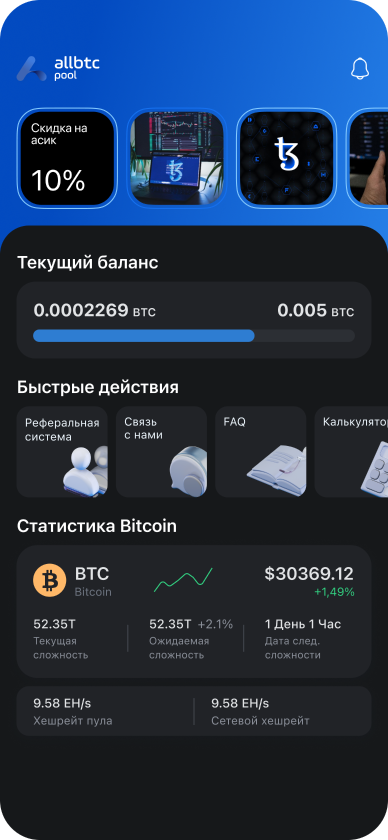 allbtc
pool
Скидка на
асик
10%
Текущий баланс
0.0002269 BTC
0.005 BTC
Быстрые действия
Реферальная
система
Связь
с нами
FAQ
Калькулятор
Статистика Bitcoin
BTC
Bitcoin
$30369.12
+1,49%
52.35T
Текущая
сложность
52.35T +2.1%
Ожидаемая
сложность
1 День 1 Час
Дата след.
сложности
9.58 EH/s
Хешрейт пула
9.58 EH/s
Сетевой хешрейт